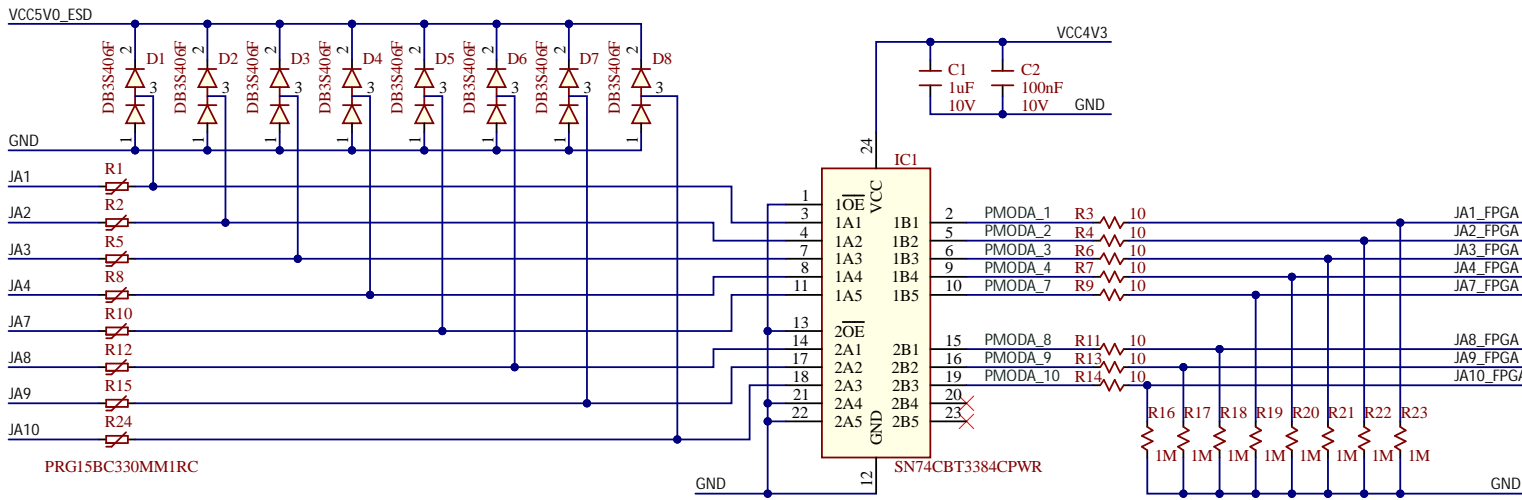 VCC5V0_ESD
DB3S406F 2 D1 3 1
DB3S406F 2 D2 3 1
DB3S406F 2 D3 3 1
DB3S406F 2 D4 3 1
DB3S406F 2 D5 3 1
DB3S406F 2 D6 3 1
DB3S406F 2 D7 3 1
DB3S406F 2 D8 3 1
GND
JA1 R1
JA2 R2
JA3 R5
JA4 R8
JA7 R10
JA8 R12
JA9 R15
JA10 R24
PRG15BC330MM1RC
VCC4V3
C1
1uF
10V
C2
100nF
10V
GND
24
IC1
VCC
1 1OE
3 1A1 1B1 2 PMODA_1 R3 10 JA1_FPGA
4 1A2 1B2 5 PMODA_2 R4 10 JA2_FPGA
7 1A3 1B3 6 PMODA_3 R6 10 JA3_FPGA
8 1A4 1B4 9 PMODA_4 R7 10 JA4_FPGA
11 1A5 1B5 10 PMODA_7 R9 10 JA7_FPGA
13 2OE
14 2A1 2B1 15 PMODA_8 R11 10 JA8_FPGA
17 2A2 2B2 16 PMODA_9 R13 10 JA9_FPGA
18 2A3 2B3 19 PMODA_10 R14 10 JA10_FPGA
21 2A4 2B4 20
22 2A5 2B5 23
GND
12
SN74CBT3384CPWR
GND
R16 R17 R18 R19 R20 R21 R22 R23
1M 1M 1M 1M 1M 1M 1M 1M
GND